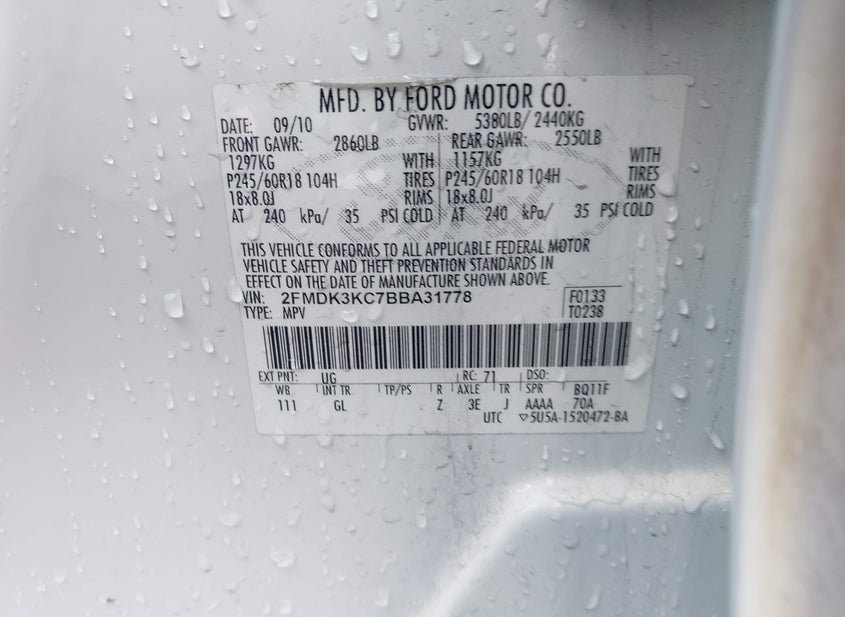 MFD. BY FORD MOTOR CO.
DATE: 09/10 GVWR: 5380LB/ 2440KG
FRONT GAWR: 2860LB REAR GAWR: 2550LB
1297KG WITH 1157KG WITH
P245/60R18 104H TIRES P245/60R18 104H TIRES
18x8.0J RIMS 18x8.0J RIMS
AT 240 kPa/ 35 PSI COLD AT 240 kPa/ 35 PSI COLD
THIS VEHICLE CONFORMS TO ALL APPLICABLE FEDERAL MOTOR
VEHICLE SAFETY AND THEFT PREVENTION STANDARDS IN
EFFECT ON THE DATE OF MANUFACTURE SHOWN ABOVE.
VIN: 2FMDK3KC7BBA31778 F0133
TYPE: MPV T0238
EXT PNT: UG RC: 71 DSO:
WB INT TR TP/PS R AXLE TR SPR BQ11F
111 GL Z 3E J AAAA 70A
UTC ▽5U5A-1520472-BA